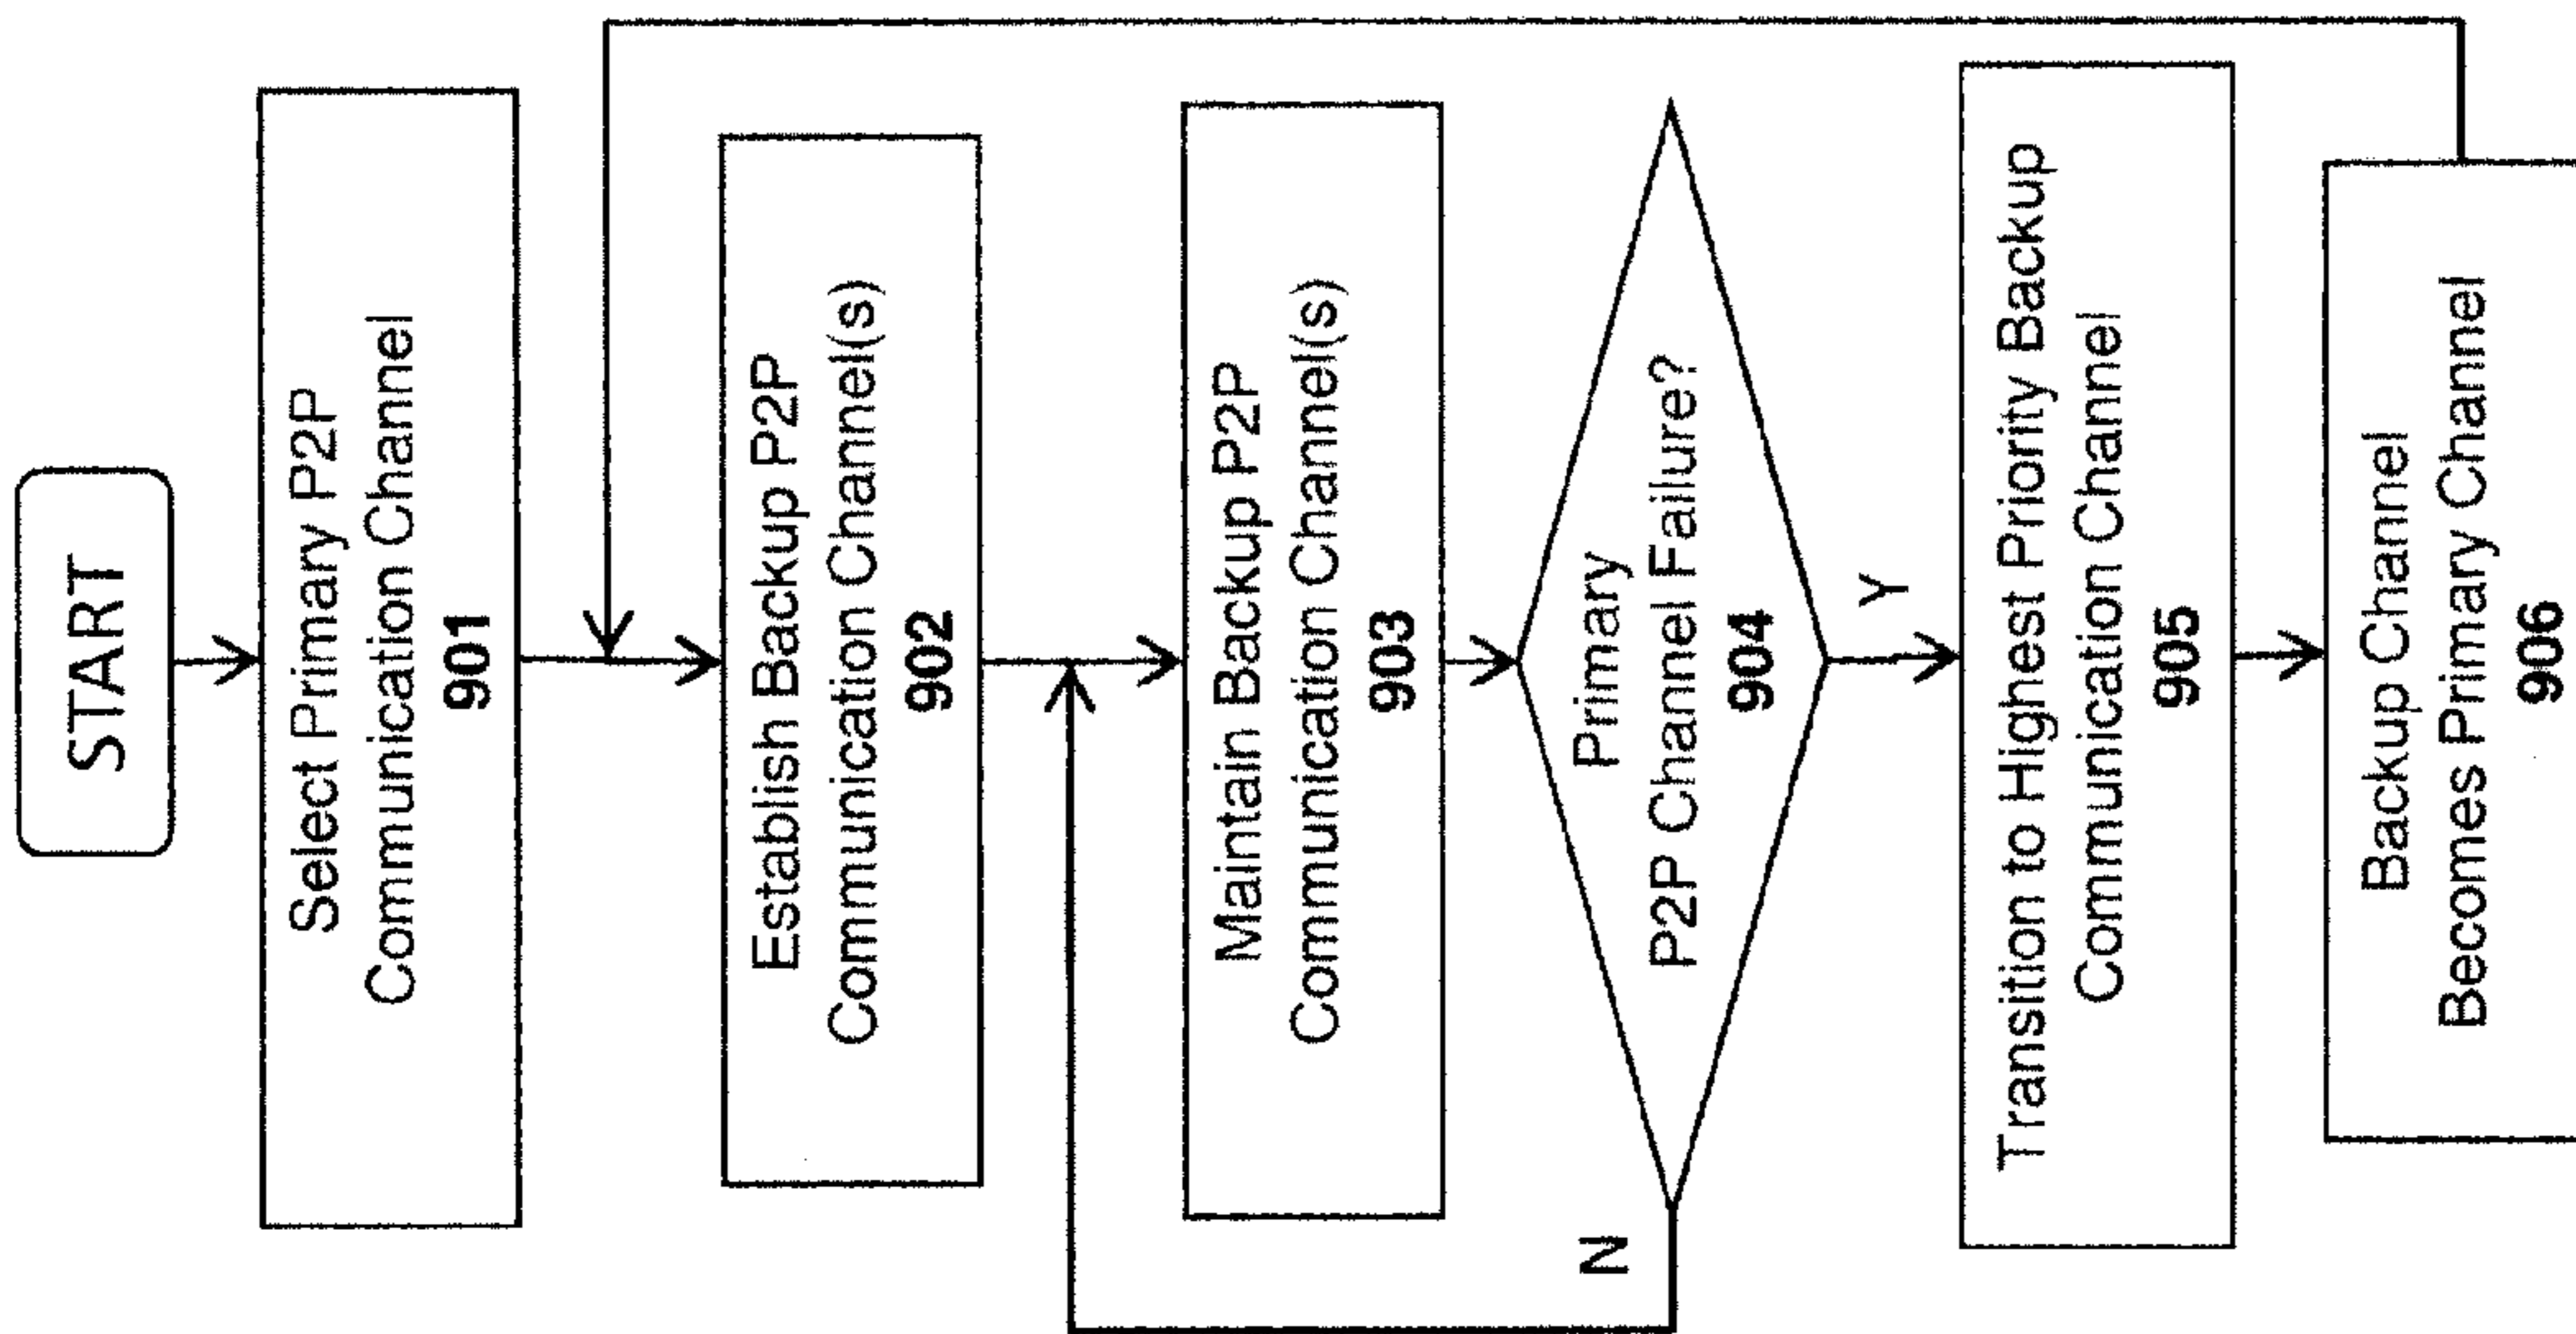 START
Select Primary P2P
Communication Channel
901
Establish Backup P2P
Communication Channel(s)
902
Maintain Backup P2P
Communication Channel(s)
903
Primary
P2P Channel Failure?
904
N
Y
Transition to Highest Priority Backup
Communication Channel
905
Backup Channel
Becomes Primary Channel
906